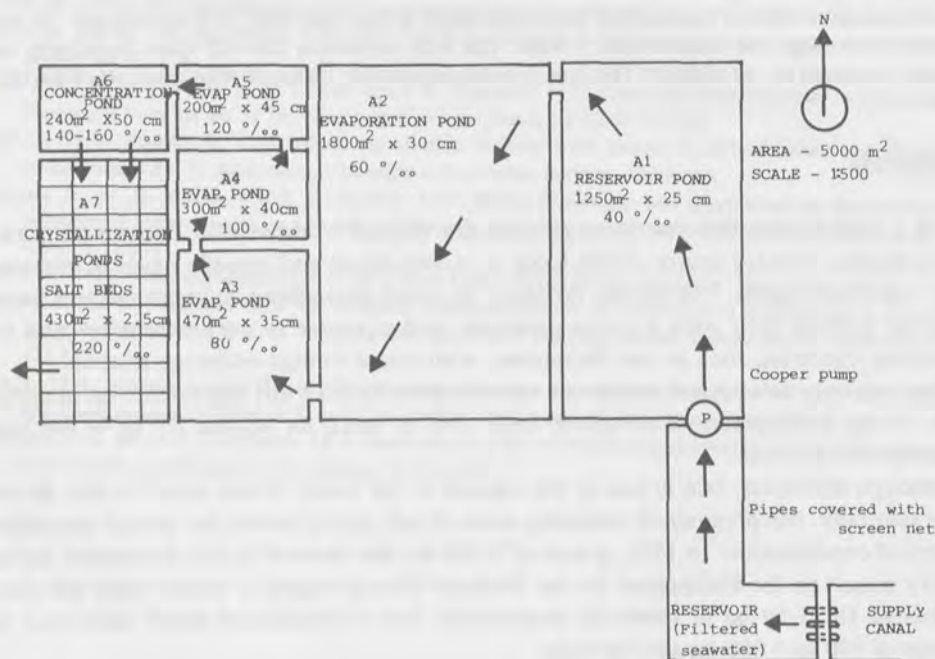 N
AREA - 5000 m²
SCALE - 1:500
A6
CONCENTRATION
POND
240m² X50 cm
140-160 °/oo
A5
EVAP POND
200m² x 45 cm
120 °/oo
A2
EVAPORATION POND
1800m² x 30 cm
60 °/oo
A1
RESERVOIR POND
1250m² x 25 cm
40 °/oo
A4
EVAP POND
300m² x 40cm
100 °/oo
A7
CRYSTALLIZATION
PONDS
SALT BEDS
430m² x 2.5cm
220 °/oo
A3
EVAP POND
470m² x 35cm
80 °/oo
Cooper pump
P
Pipes covered with
screen net
RESERVOIR
(Filtered
seawater)
SUPPLY
CANAL